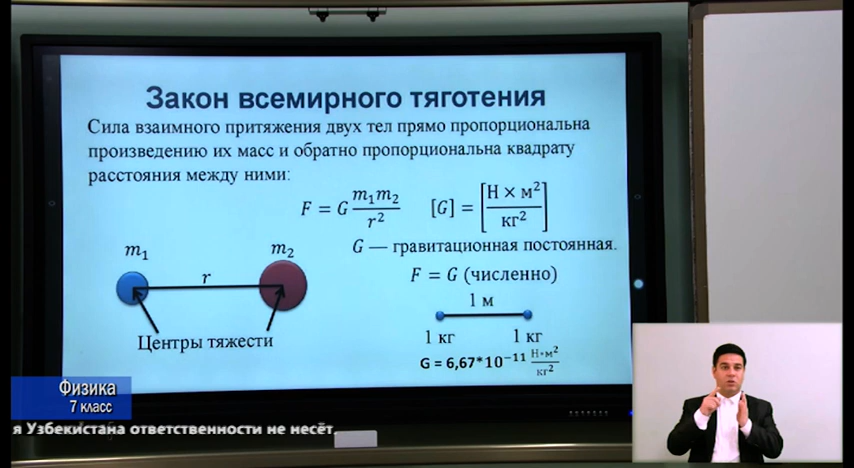 Закон всемирного тяготения
Сила взаимного притяжения двух тел прямо пропорциональна
произведению их масс и обратно пропорциональна квадрату
расстояния между ними:
F = G m₁m₂/r² [G] = [Н × м²/кг²]
G — гравитационная постоянная.
m₁ m₂
r
Центры тяжести
F = G (численно)
1 м
1 кг 1 кг
G = 6,67*10⁻¹¹ Н*м²/кг²
Физика
7 класс
я Узбекистана ответственности не несёт.